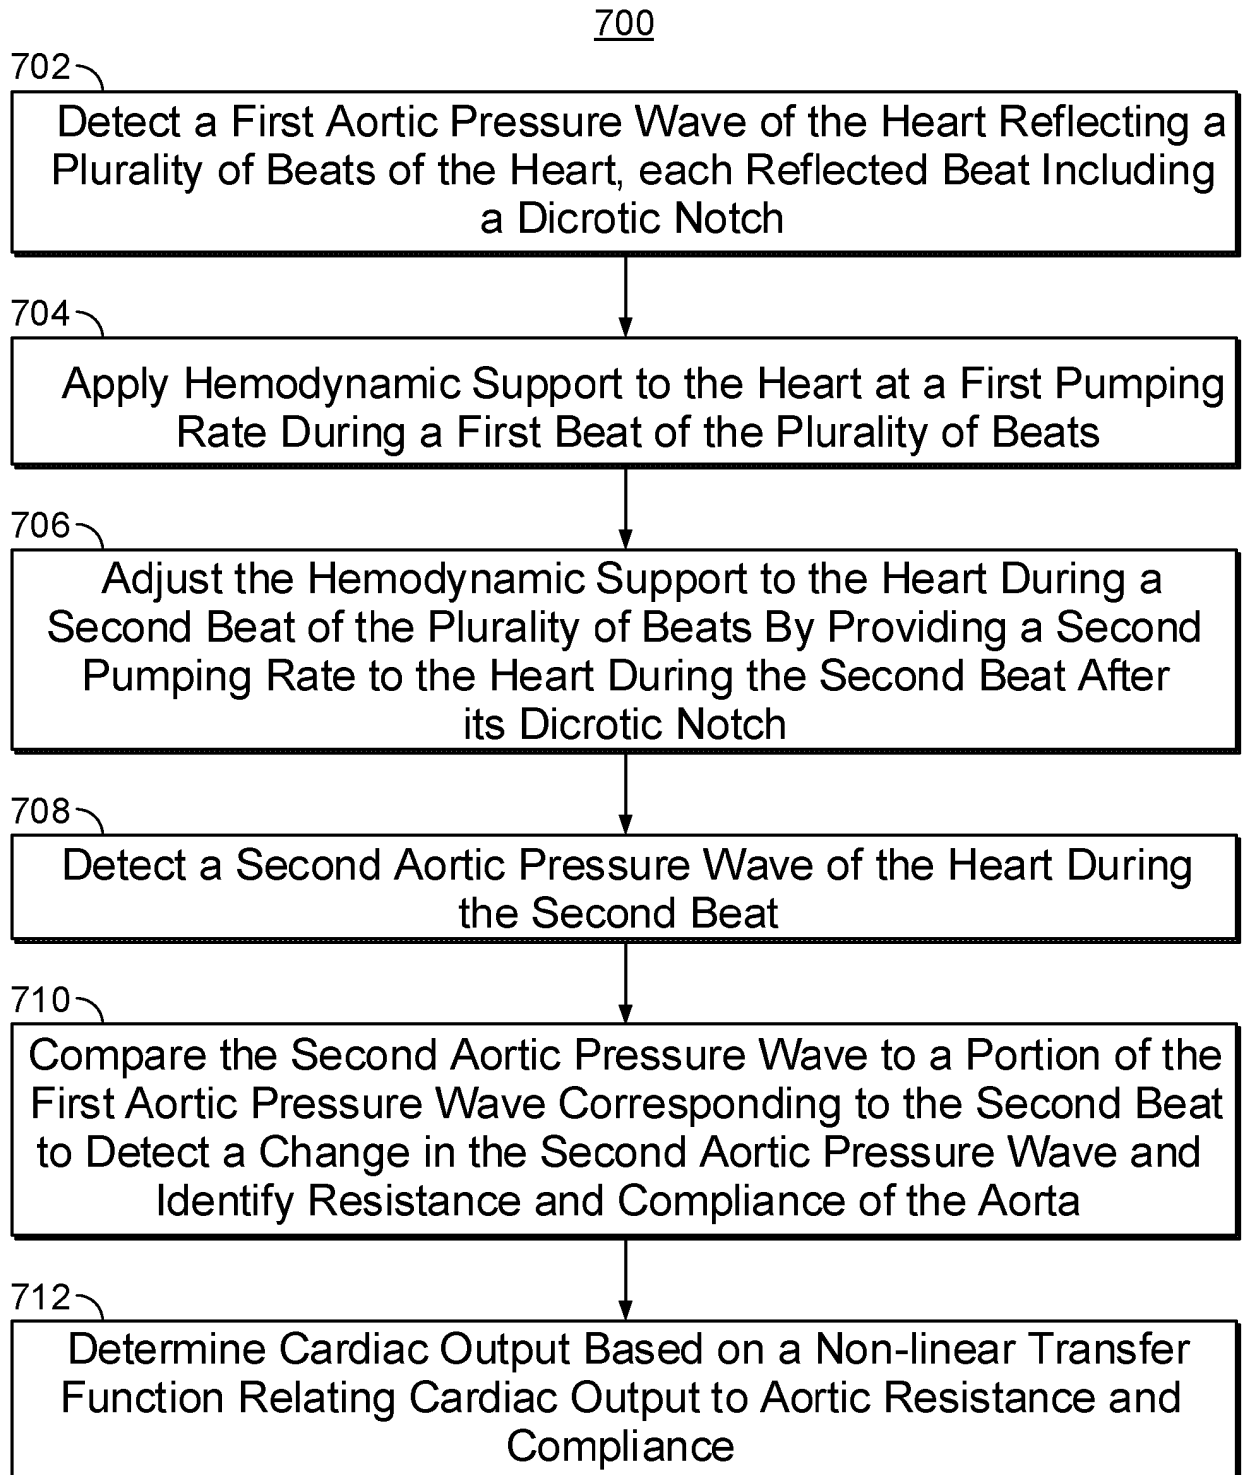 700
702
Detect a First Aortic Pressure Wave of the Heart Reflecting a
Plurality of Beats of the Heart, each Reflected Beat Including
a Dicrotic Notch
704
Apply Hemodynamic Support to the Heart at a First Pumping
Rate During a First Beat of the Plurality of Beats
706
Adjust the Hemodynamic Support to the Heart During a
Second Beat of the Plurality of Beats By Providing a Second
Pumping Rate to the Heart During the Second Beat After
its Dicrotic Notch
708
Detect a Second Aortic Pressure Wave of the Heart During
the Second Beat
710
Compare the Second Aortic Pressure Wave to a Portion of the
First Aortic Pressure Wave Corresponding to the Second Beat
to Detect a Change in the Second Aortic Pressure Wave and
Identify Resistance and Compliance of the Aorta
712
Determine Cardiac Output Based on a Non-linear Transfer
Function Relating Cardiac Output to Aortic Resistance and
Compliance